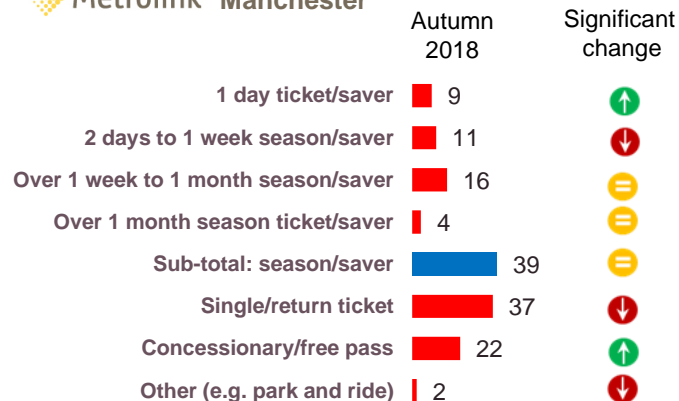 Metrolink Manchester
Autumn
2018
Significant
change
1 day ticket/saver 9
2 days to 1 week season/saver 11
Over 1 week to 1 month season/saver 16
Over 1 month season ticket/saver 4
Sub-total: season/saver 39
Single/return ticket 37
Concessionary/free pass 22
Other (e.g. park and ride) 2